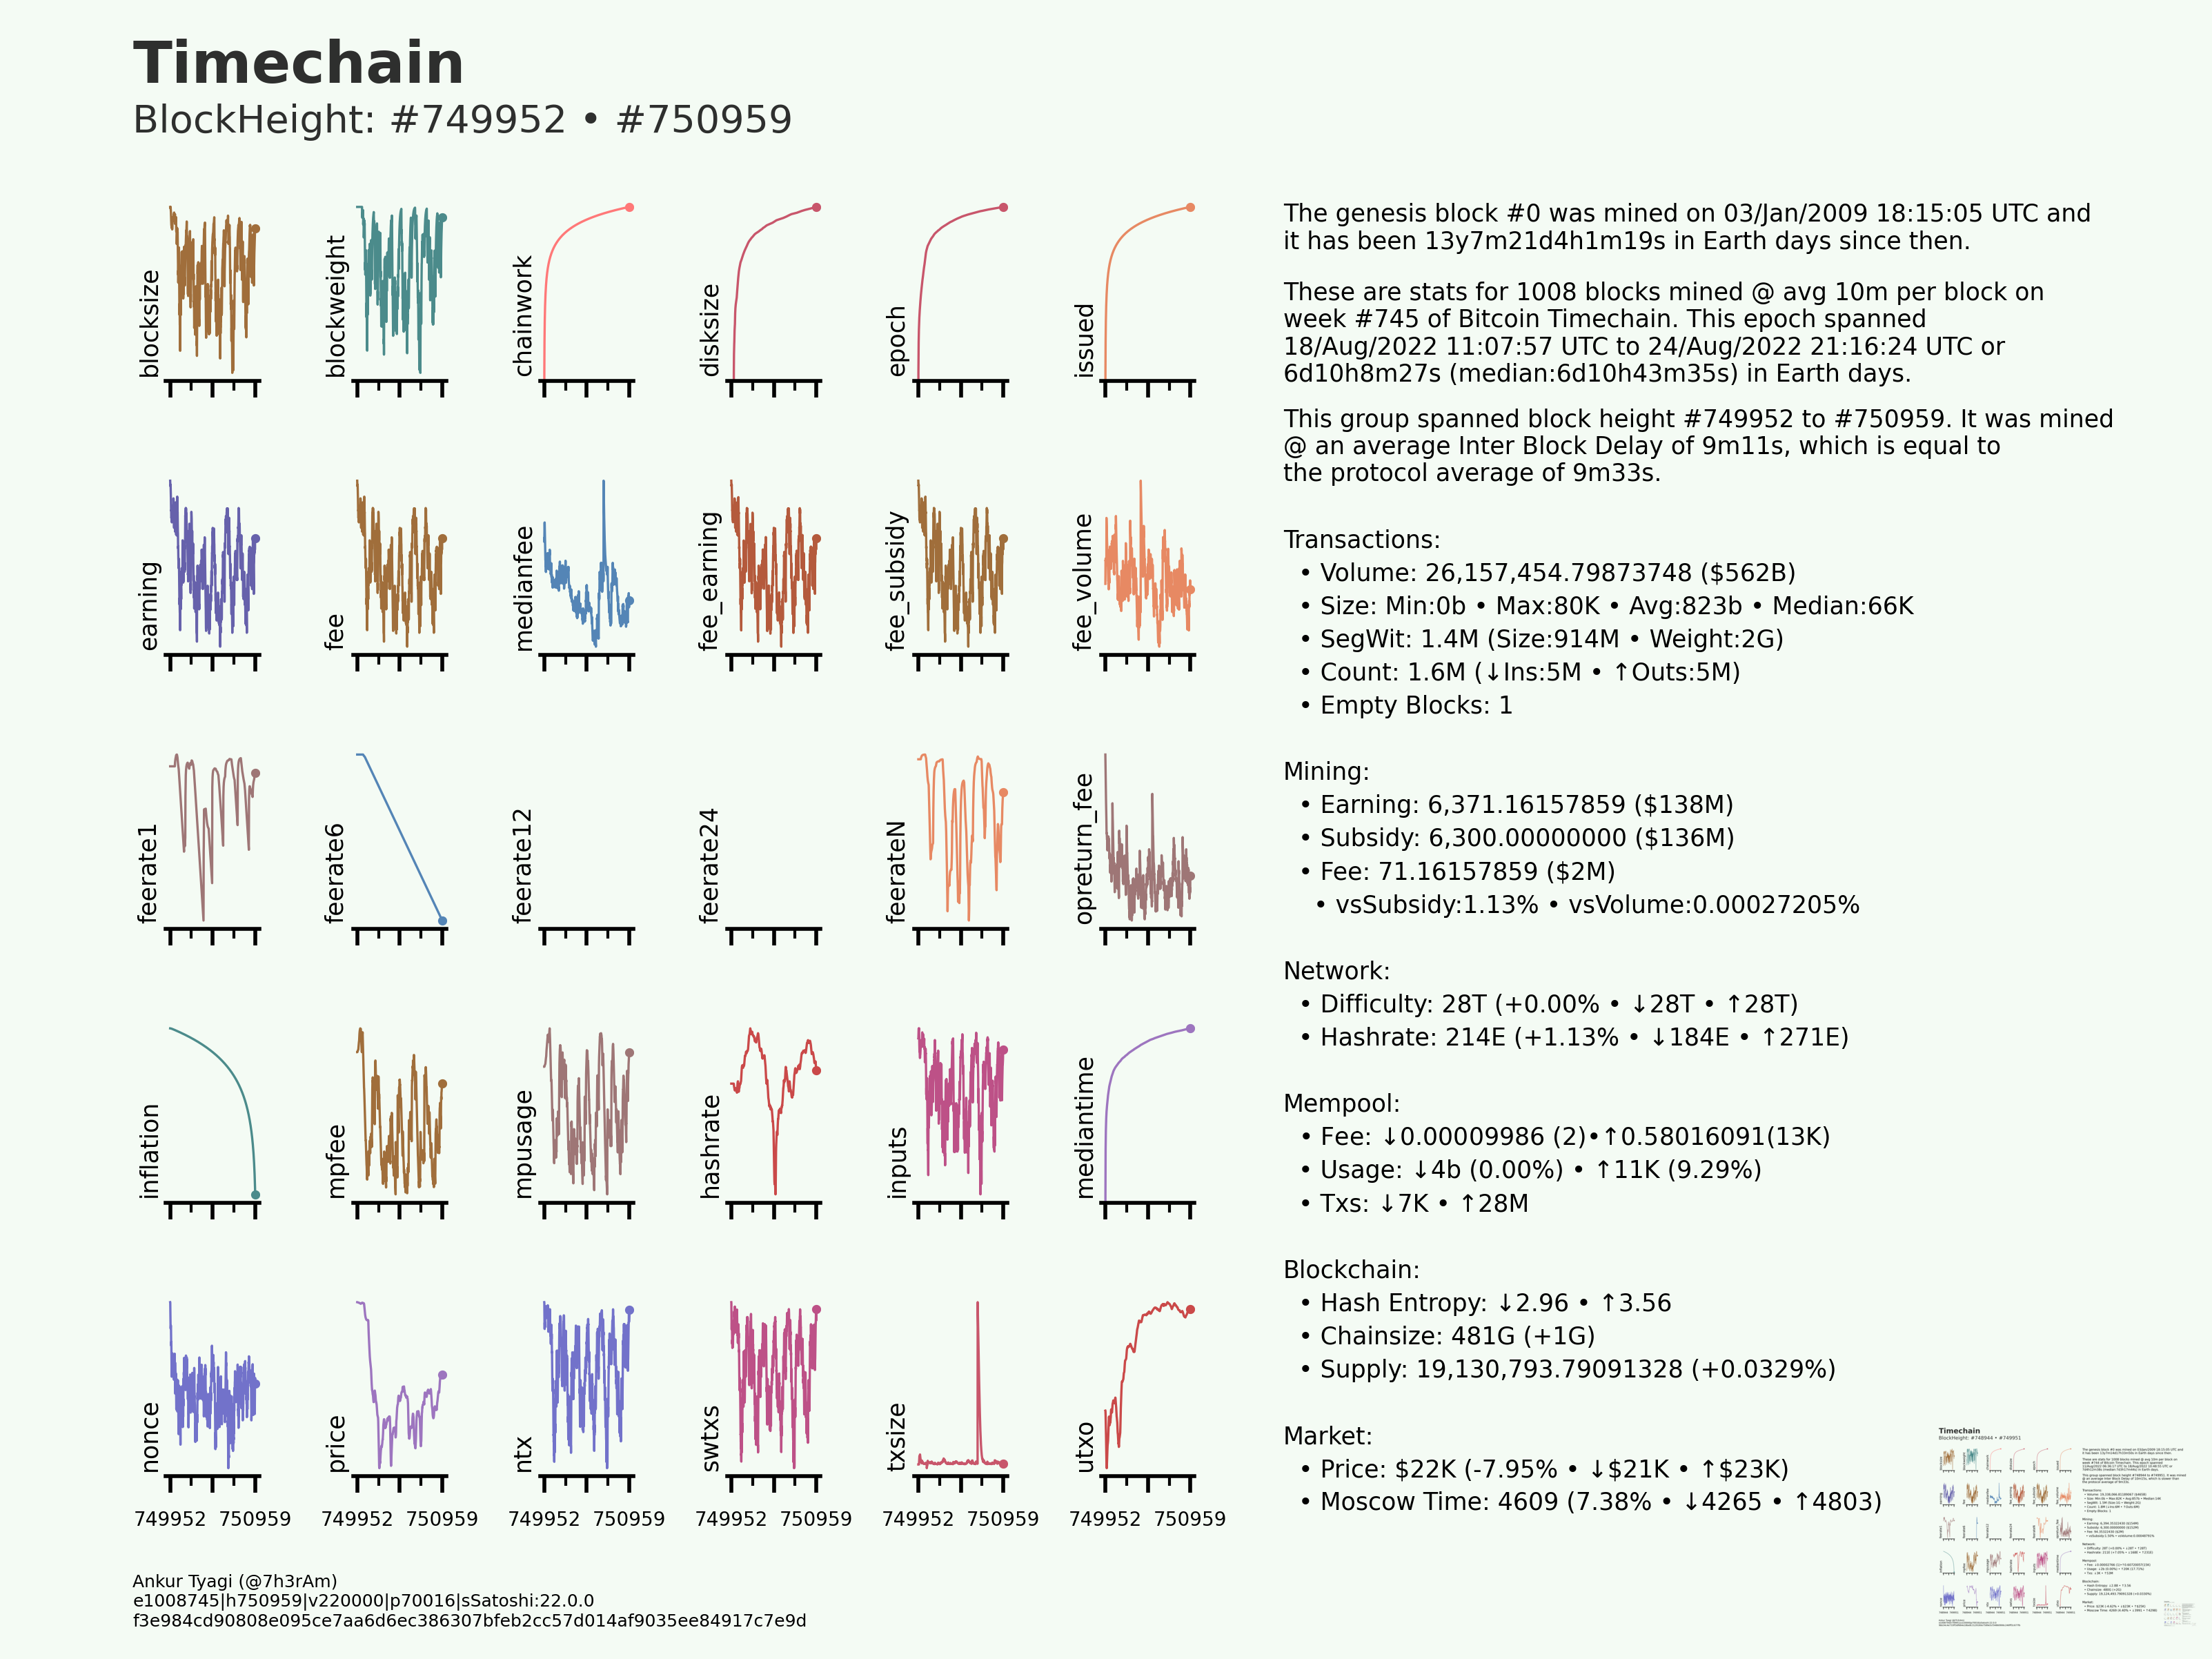 Timechain
BlockHeight: #749952 • #750959
blocksize
blockweight
chainwork
disksize
epoch
issued
earning
fee
medianfee
fee_earning
fee_subsidy
fee_volume
feerate1
feerate6
feerate12
feerate24
feerateN
opreturn_fee
inflation
mpfee
mpusage
hashrate
inputs
mediantime
nonce
price
ntx
swtxs
txsize
utxo
749952 750959 749952 750959 749952 750959 749952 750959 749952 750959 749952 750959
The genesis block #0 was mined on 03/Jan/2009 18:15:05 UTC and
it has been 13y7m21d4h1m19s in Earth days since then.
These are stats for 1008 blocks mined @ avg 10m per block on
week #745 of Bitcoin Timechain. This epoch spanned
18/Aug/2022 11:07:57 UTC to 24/Aug/2022 21:16:24 UTC or
6d10h8m27s (median:6d10h43m35s) in Earth days.
This group spanned block height #749952 to #750959. It was mined
@ an average Inter Block Delay of 9m11s, which is equal to
the protocol average of 9m33s.
Transactions:
• Volume: 26,157,454.79873748 ($562B)
• Size: Min:0b • Max:80K • Avg:823b • Median:66K
• SegWit: 1.4M (Size:914M • Weight:2G)
• Count: 1.6M (↓Ins:5M • ↑Outs:5M)
• Empty Blocks: 1
Mining:
• Earning: 6,371.16157859 ($138M)
• Subsidy: 6,300.00000000 ($136M)
• Fee: 71.16157859 ($2M)
• vsSubsidy:1.13% • vsVolume:0.00027205%
Network:
• Difficulty: 28T (+0.00% • ↓28T • ↑28T)
• Hashrate: 214E (+1.13% • ↓184E • ↑271E)
Mempool:
• Fee: ↓0.00009986 (2)•↑0.58016091(13K)
• Usage: ↓4b (0.00%) • ↑11K (9.29%)
• Txs: ↓7K • ↑28M
Blockchain:
• Hash Entropy: ↓2.96 • ↑3.56
• Chainsize: 481G (+1G)
• Supply: 19,130,793.79091328 (+0.0329%)
Market:
• Price: $22K (-7.95% • ↓$21K • ↑$23K)
• Moscow Time: 4609 (7.38% • ↓4265 • ↑4803)
Ankur Tyagi (@7h3rAm)
e1008745|h750959|v220000|p70016|sSatoshi:22.0.0
f3e984cd90808e095ce7aa6d6ec386307bfeb2cc57d014af9035ee84917c7e9d
Timechain
BlockHeight: #748944 • #749951